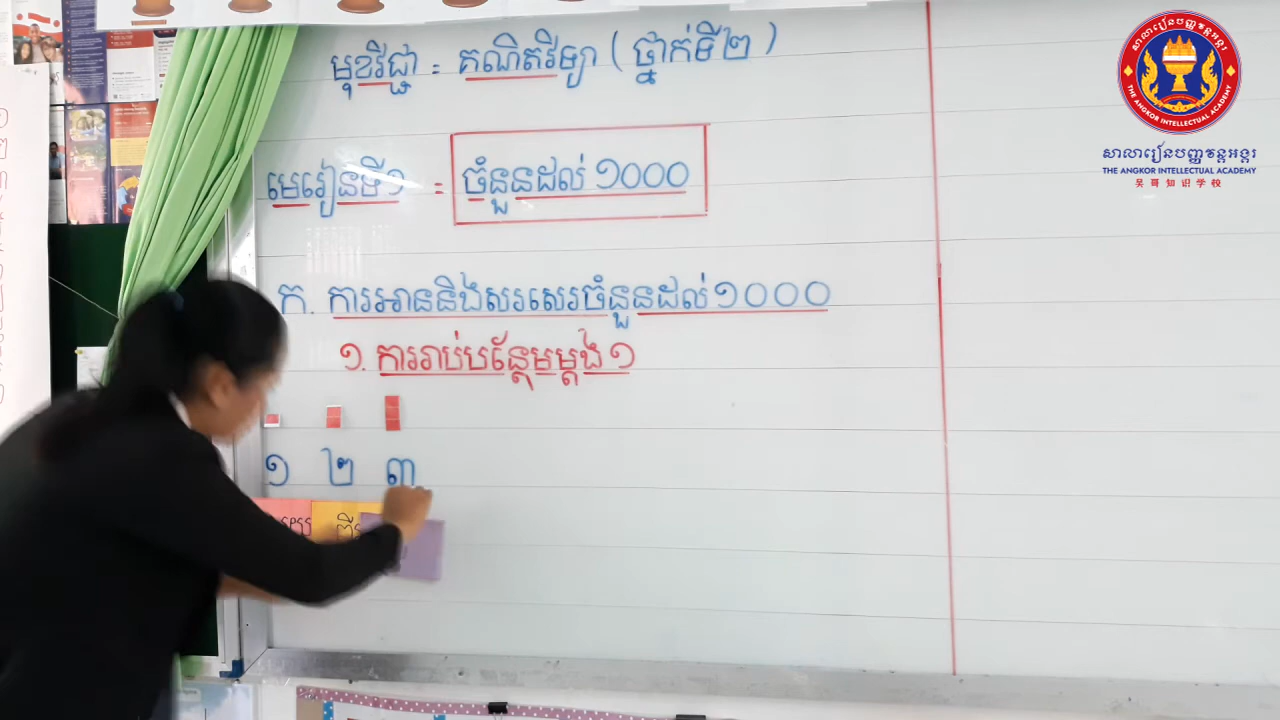 មុខវិជ្ជា = គណិតវិទ្យា ( ថ្នាក់ទី២ )
មេរៀនទី១ = ចំនួនដល់ ១០០០
ក. ការអាននិងសរសេរចំនួនដល់១០០០
១. ការរាប់បន្ថែមម្ដង ១
១ ២ ៣
សាលារៀនបញ្ញវន្តអង្គរ
THE ANGKOR INTELLECTUAL ACADEMY
吴哥知识学校